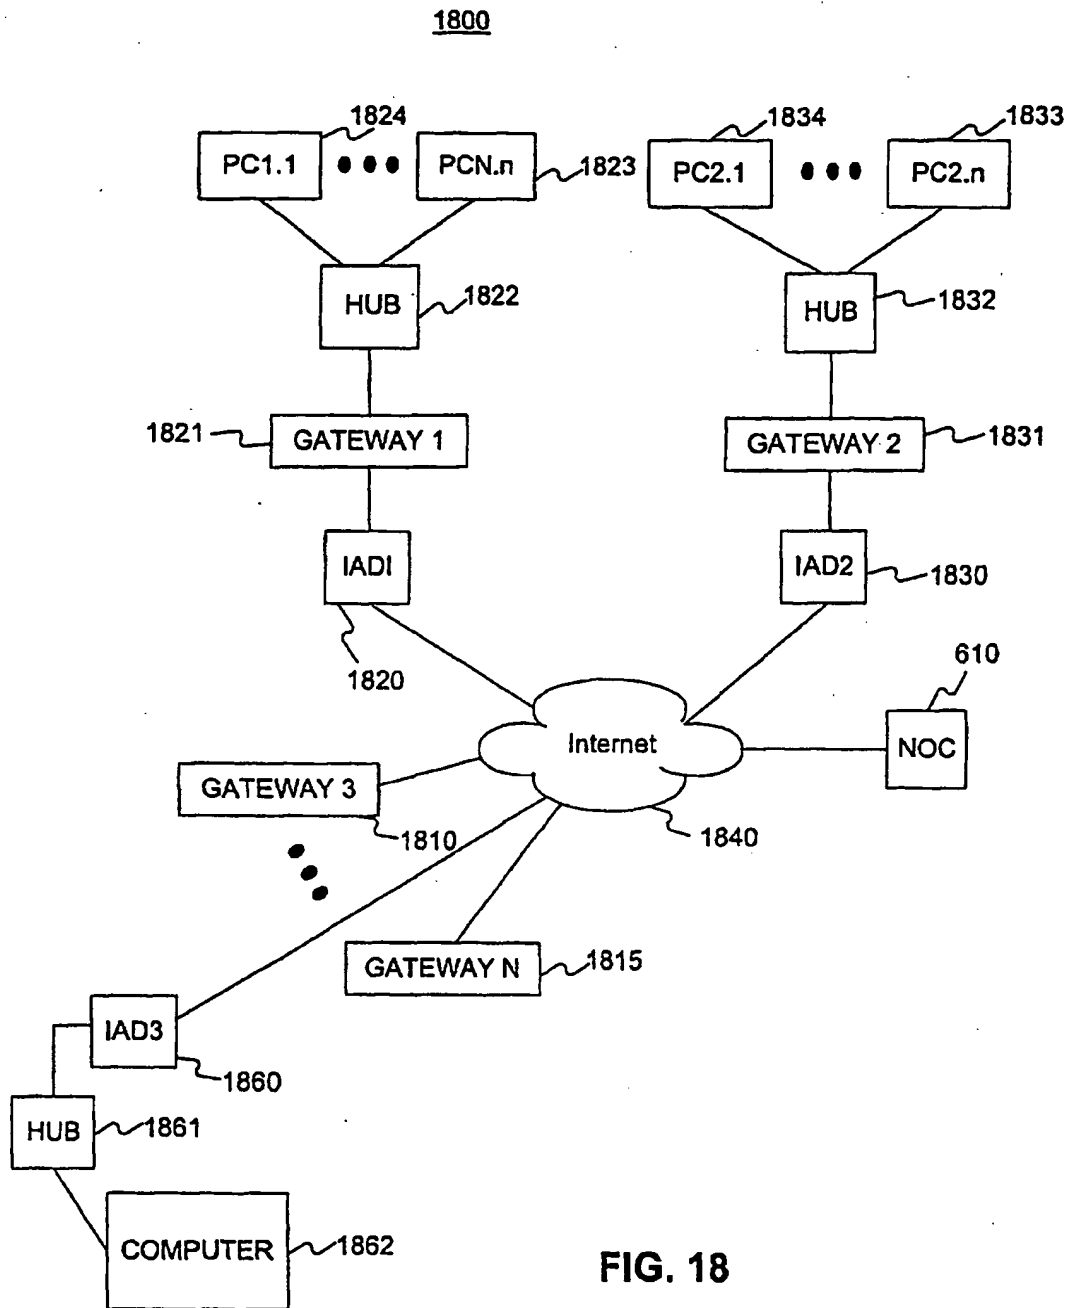 1800
1824
1834
1833
PC1.1
PCN.n
1823
PC2.1
PC2.n
HUB
1822
HUB
1832
1821
GATEWAY 1
GATEWAY 2
1831
IADI
IAD2
1830
1820
610
Internet
NOC
GATEWAY 3
1810
1840
GATEWAY N
1815
IAD3
1860
HUB
1861
COMPUTER
1862
FIG. 18